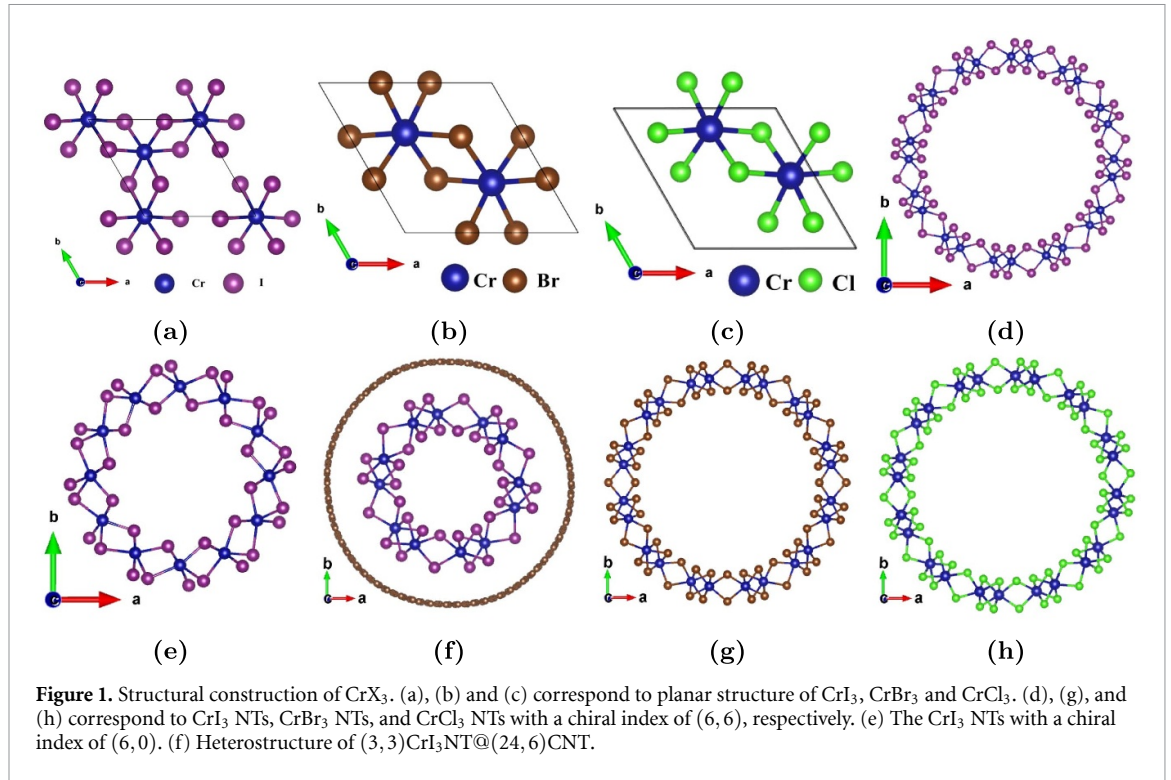 b
a
Cr I
(a)
b
a
Cr Br
(b)
b
a
Cr Cl
(c)
b
a
(d)
b
a
(e)
b
a
(f)
b
a
(g)
b
a
(h)
Figure 1. Structural construction of CrX₃. (a), (b) and (c) correspond to planar structure of CrI₃, CrBr₃ and CrCl₃. (d), (g), and
(h) correspond to CrI₃ NTs, CrBr₃ NTs, and CrCl₃ NTs with a chiral index of (6,6), respectively. (e) The CrI₃ NTs with a chiral
index of (6,0). (f) Heterostructure of (3,3)CrI₃NT@(24,6)CNT.